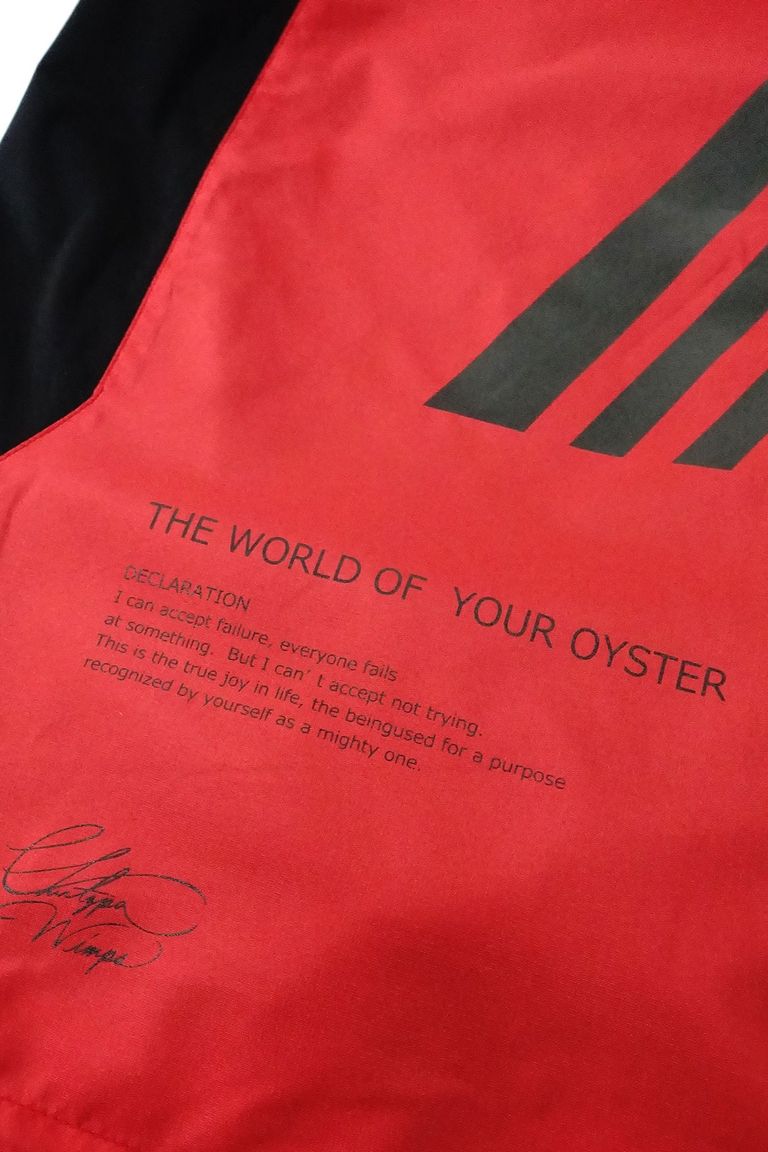 THE WORLD OF YOUR OYSTER
DECLARATION
I can accept failure, everyone fails
at something. But I can't accept not trying.
This is the true joy in life, the beingused for a purpose
recognized by yourself as a mighty one.